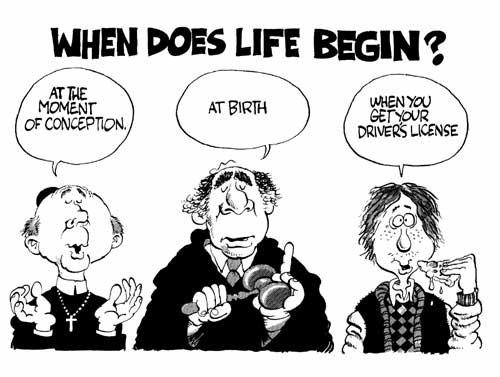 WHEN DOES LIFE BEGIN?
AT THE
MOMENT
OF CONCEPTION.
AT BIRTH
WHEN YOU
GET YOUR
DRIVER'S LICENSE